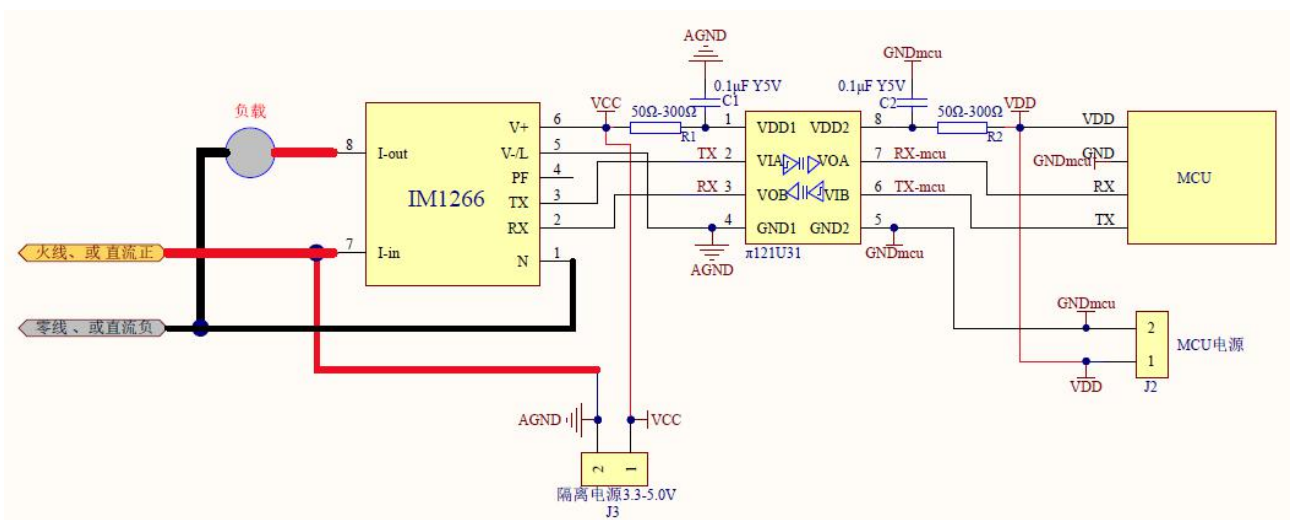 AGND
GNDmcu
0.1μF Y5V
C1
0.1μF Y5V
C2
负载
VCC
50Ω-300Ω
R1
50Ω-300Ω
R2
VDD
8
I-out
7
I-in
IM1266
V+
6
V-/L
5
PF
4
TX
3
RX
2
N
1
TX
RX
1
VDD1
VDD2
8
2
VIA
VOA
7
RX-mcu
3
VOB
VIB
6
TX-mcu
4
GND1
GND2
5
π121U31
AGND
GNDmcu
VDD
GNDmcu
GND
RX
TX
MCU
火线、或直流正
零线、或直流负
GNDmcu
2
1
MCU电源
VDD
J2
AGND
VCC
2
1
隔离电源3.3-5.0V
J3